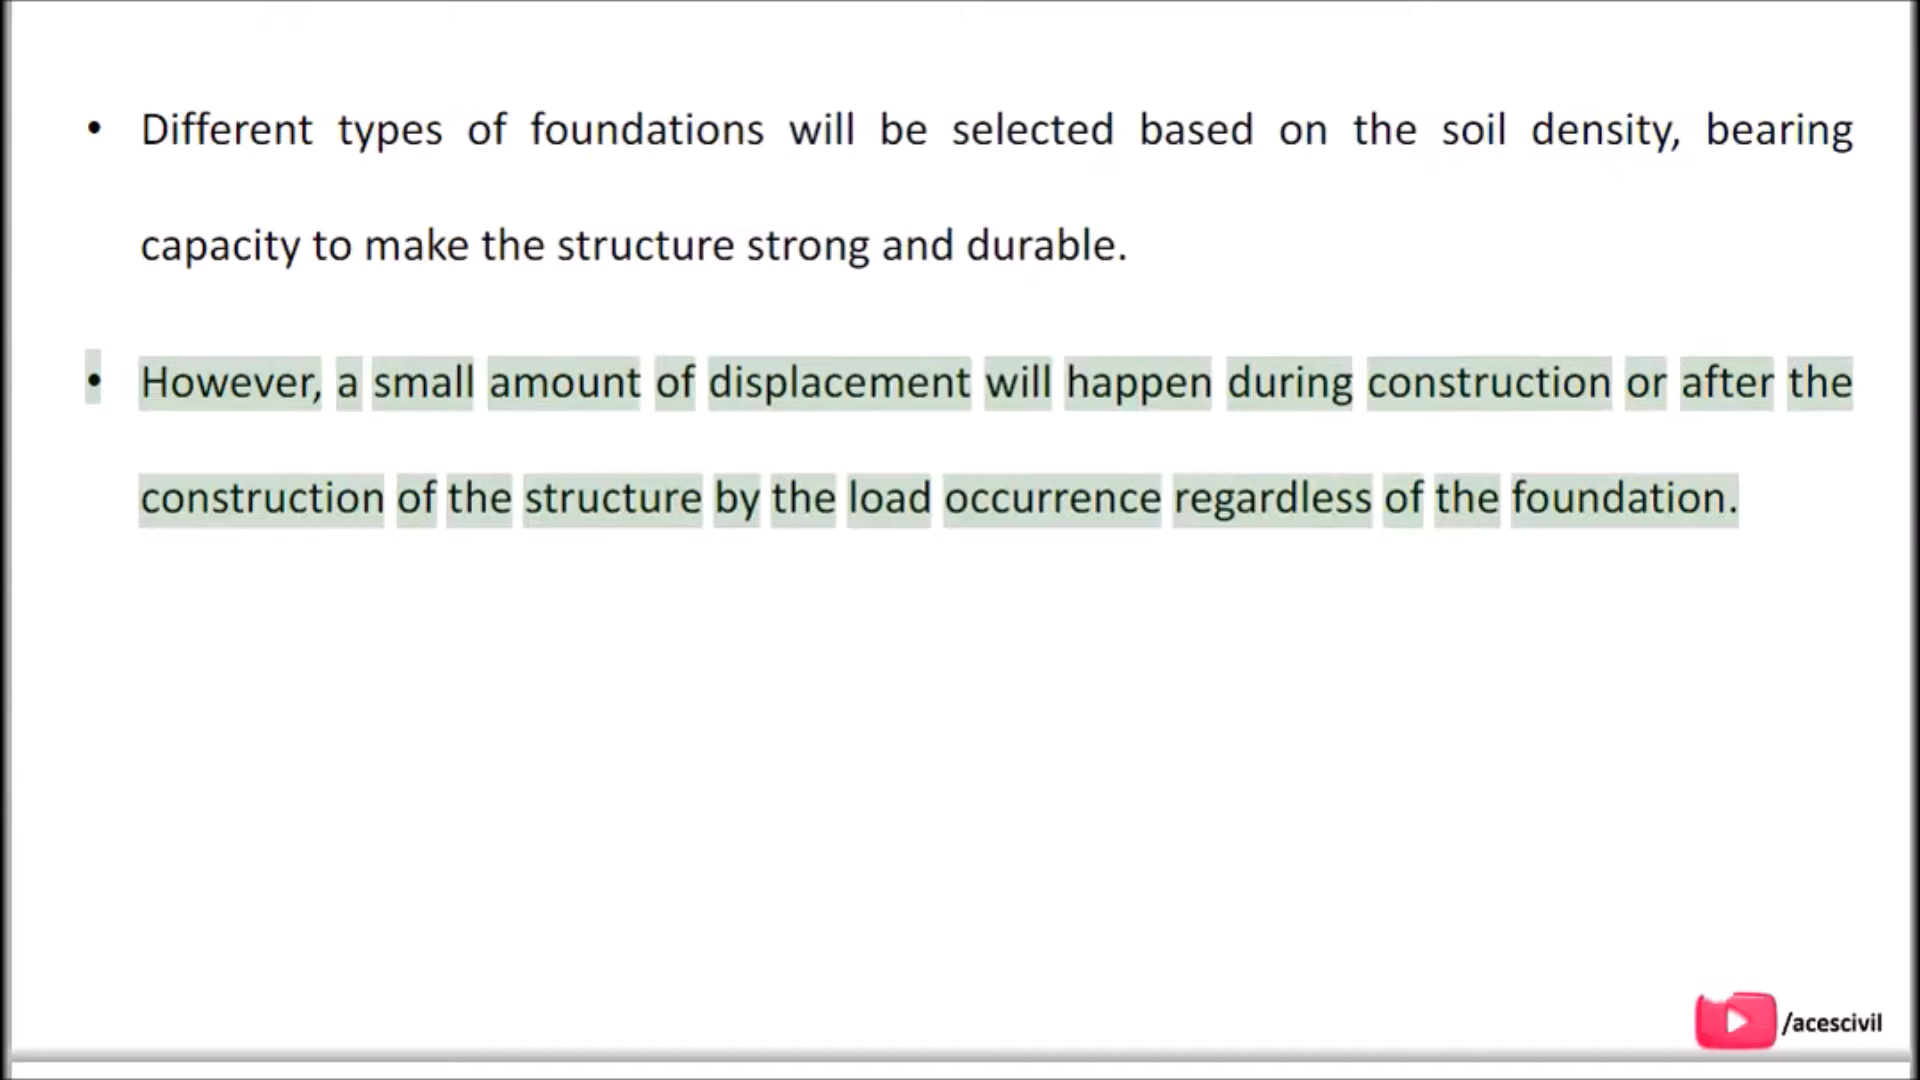 • Different types of foundations will be selected based on the soil density, bearing
capacity to make the structure strong and durable.
• However, a small amount of displacement will happen during construction or after the
construction of the structure by the load occurrence regardless of the foundation.
/acescivil